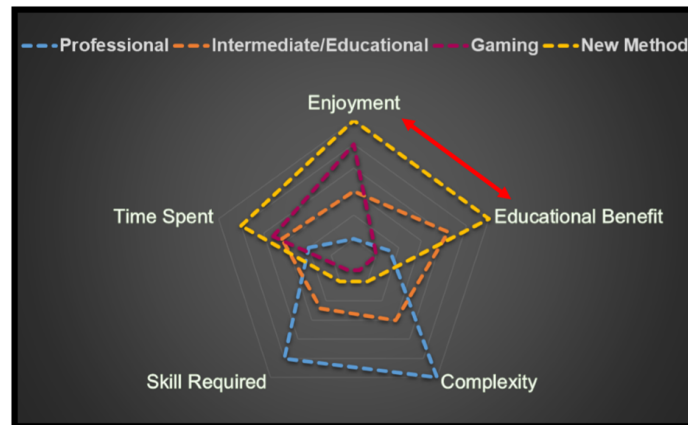 Professional Intermediate/Educational Gaming New Method
Enjoyment
Time Spent Educational Benefit
Skill Required Complexity